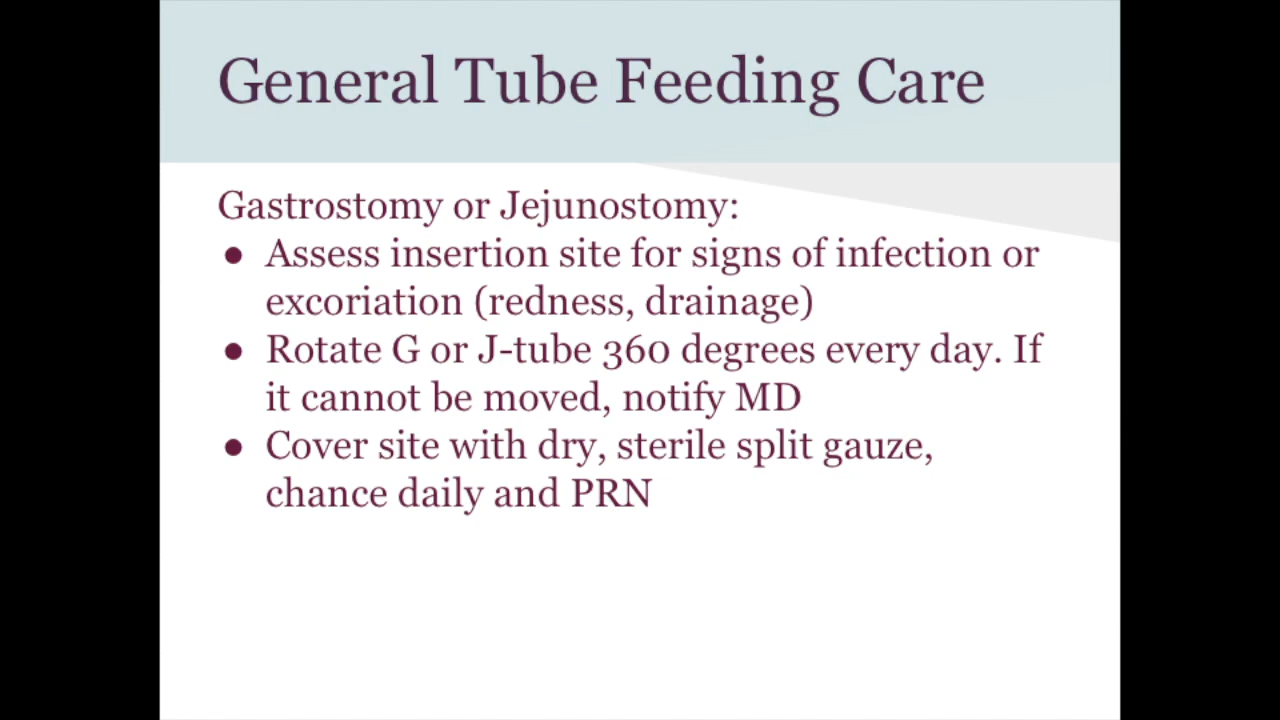 General Tube Feeding Care
Gastrostomy or Jejunostomy:
● Assess insertion site for signs of infection or
excoriation (redness, drainage)
● Rotate G or J-tube 360 degrees every day. If
it cannot be moved, notify MD
● Cover site with dry, sterile split gauze,
chance daily and PRN